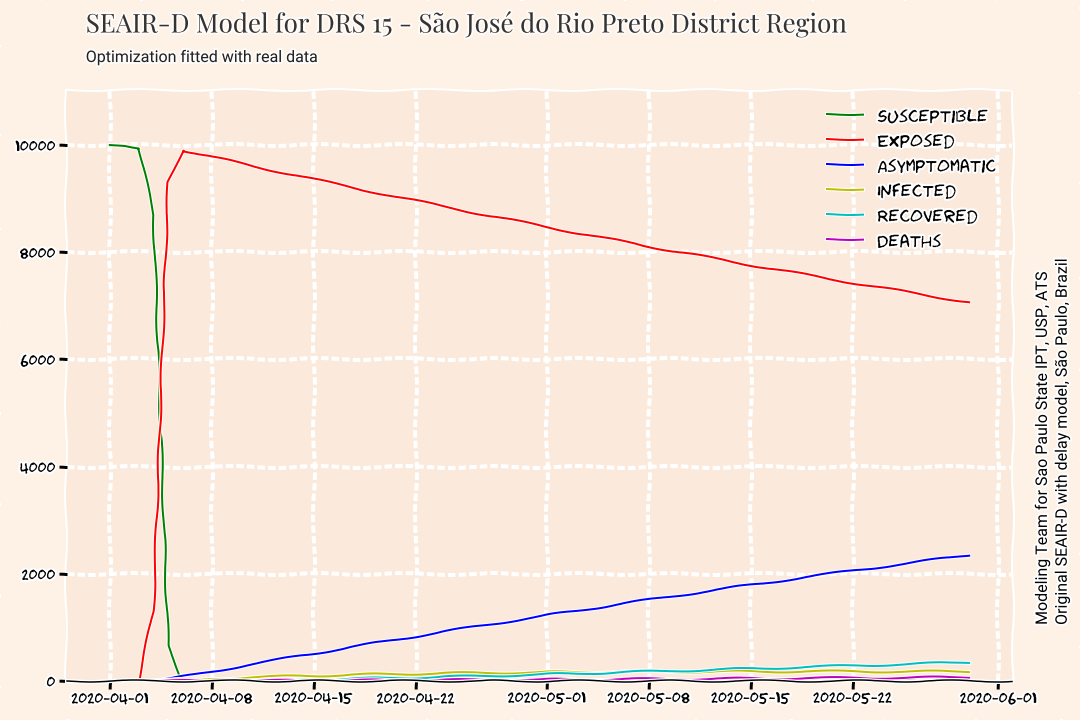 SEAIR-D Model for DRS 15 - São José do Rio Preto District Region
Optimization fitted with real data
SUSCEPTIBLE
EXPOSED
ASYMPTOMATIC
INFECTED
RECOVERED
DEATHS
10000
8000
6000
4000
2000
0
2020-04-01
2020-04-08
2020-04-15
2020-04-22
2020-05-01
2020-05-08
2020-05-15
2020-05-22
2020-06-01
Modeling Team for Sao Paulo State IPT, USP, ATS
Original SEAIR-D with delay model, São Paulo, Brazil